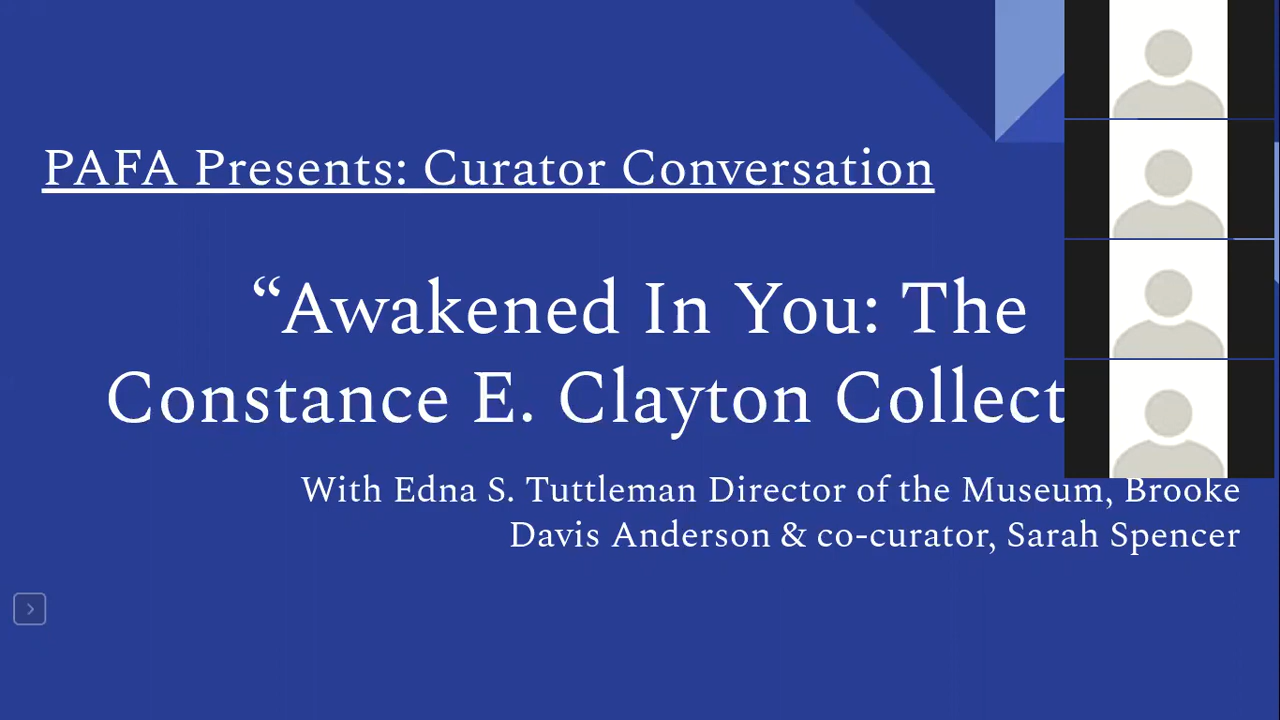 PAFA Presents: Curator Conversation
“Awakened In You: The
Constance E. Clayton Collect
With Edna S. Tuttleman Director of the Museum, Brooke
Davis Anderson & co-curator, Sarah Spencer